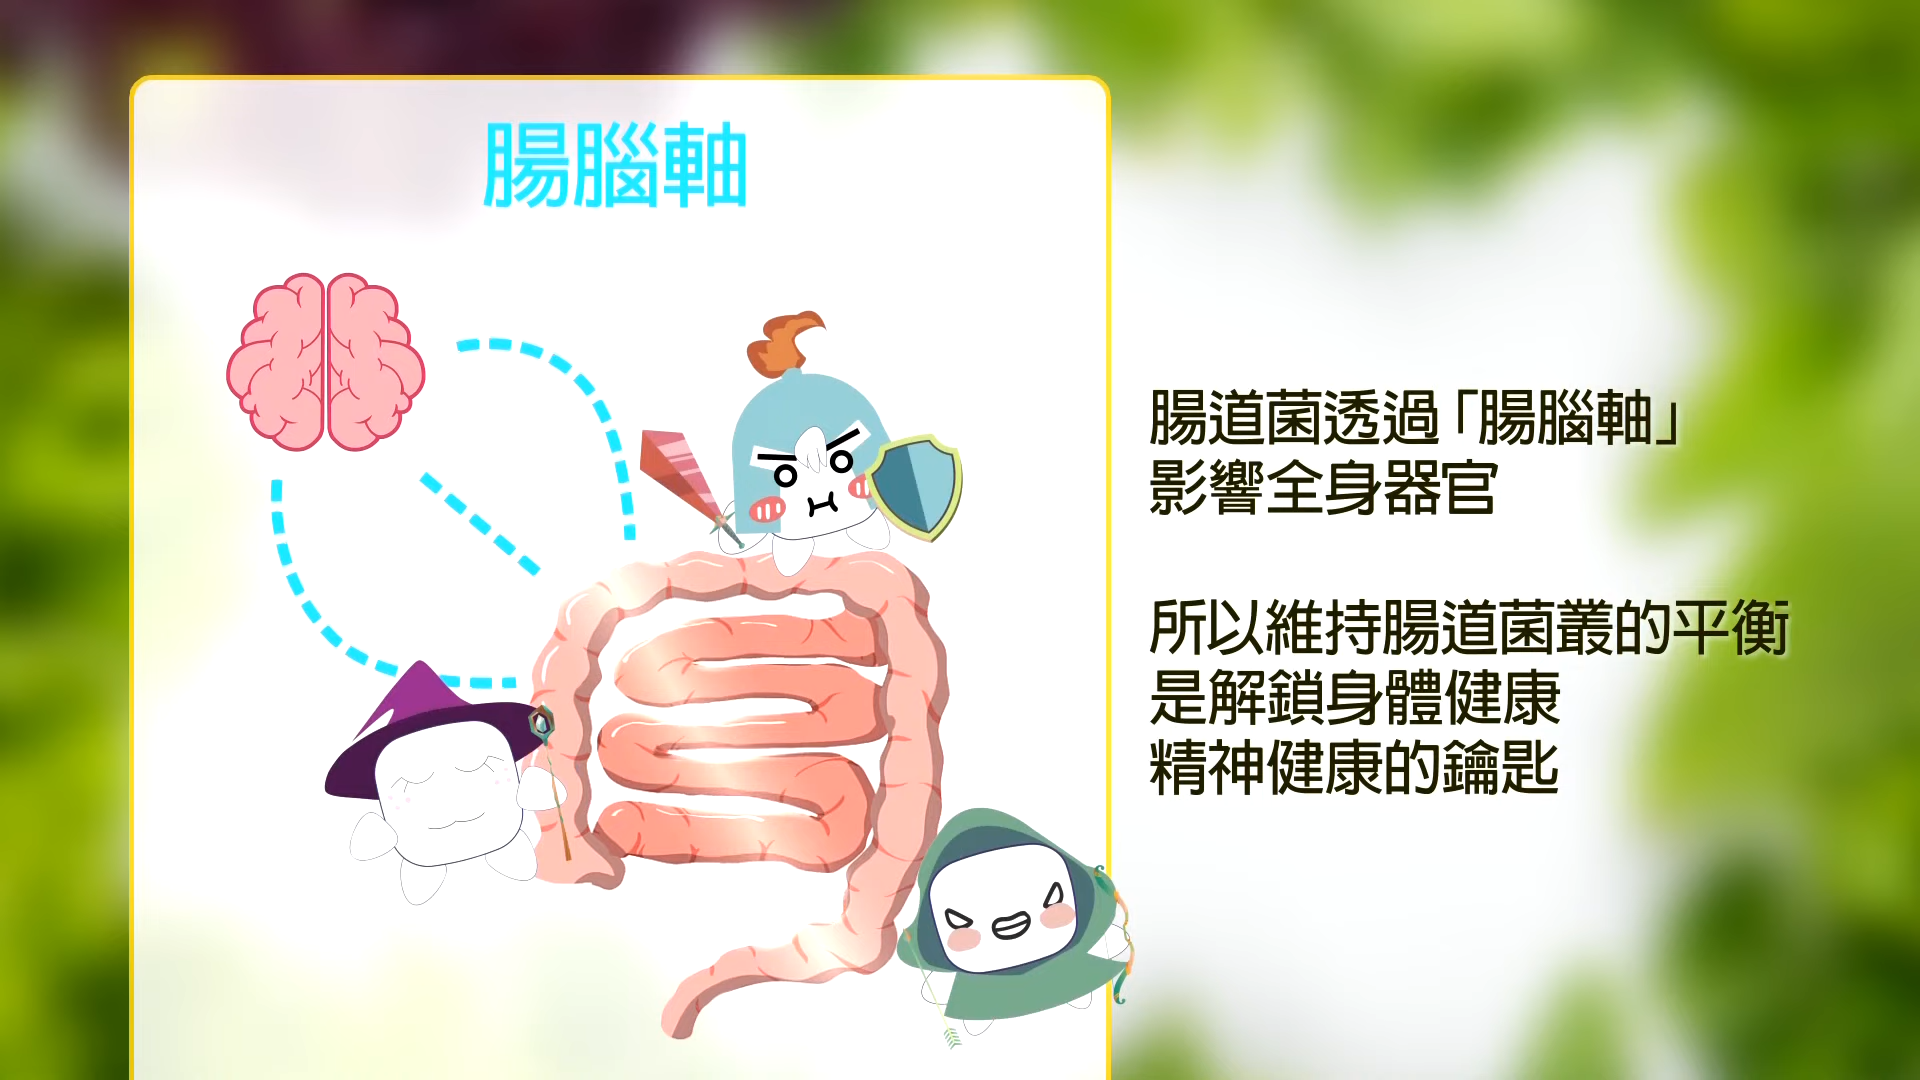 腸腦軸
腸道菌透過「腸腦軸」
影響全身器官
所以維持腸道菌叢的平衡
是解鎖身體健康
精神健康的鑰匙